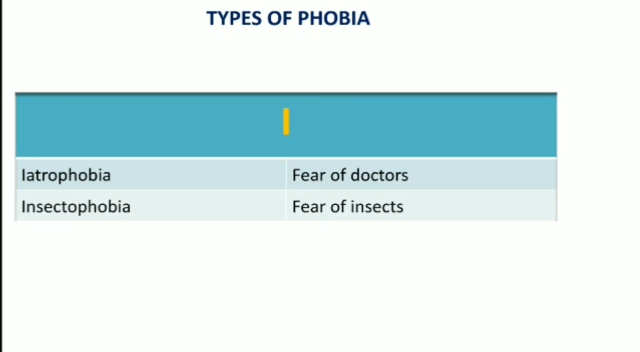 TYPES OF PHOBIA
I
Iatrophobia Fear of doctors
Insectophobia Fear of insects